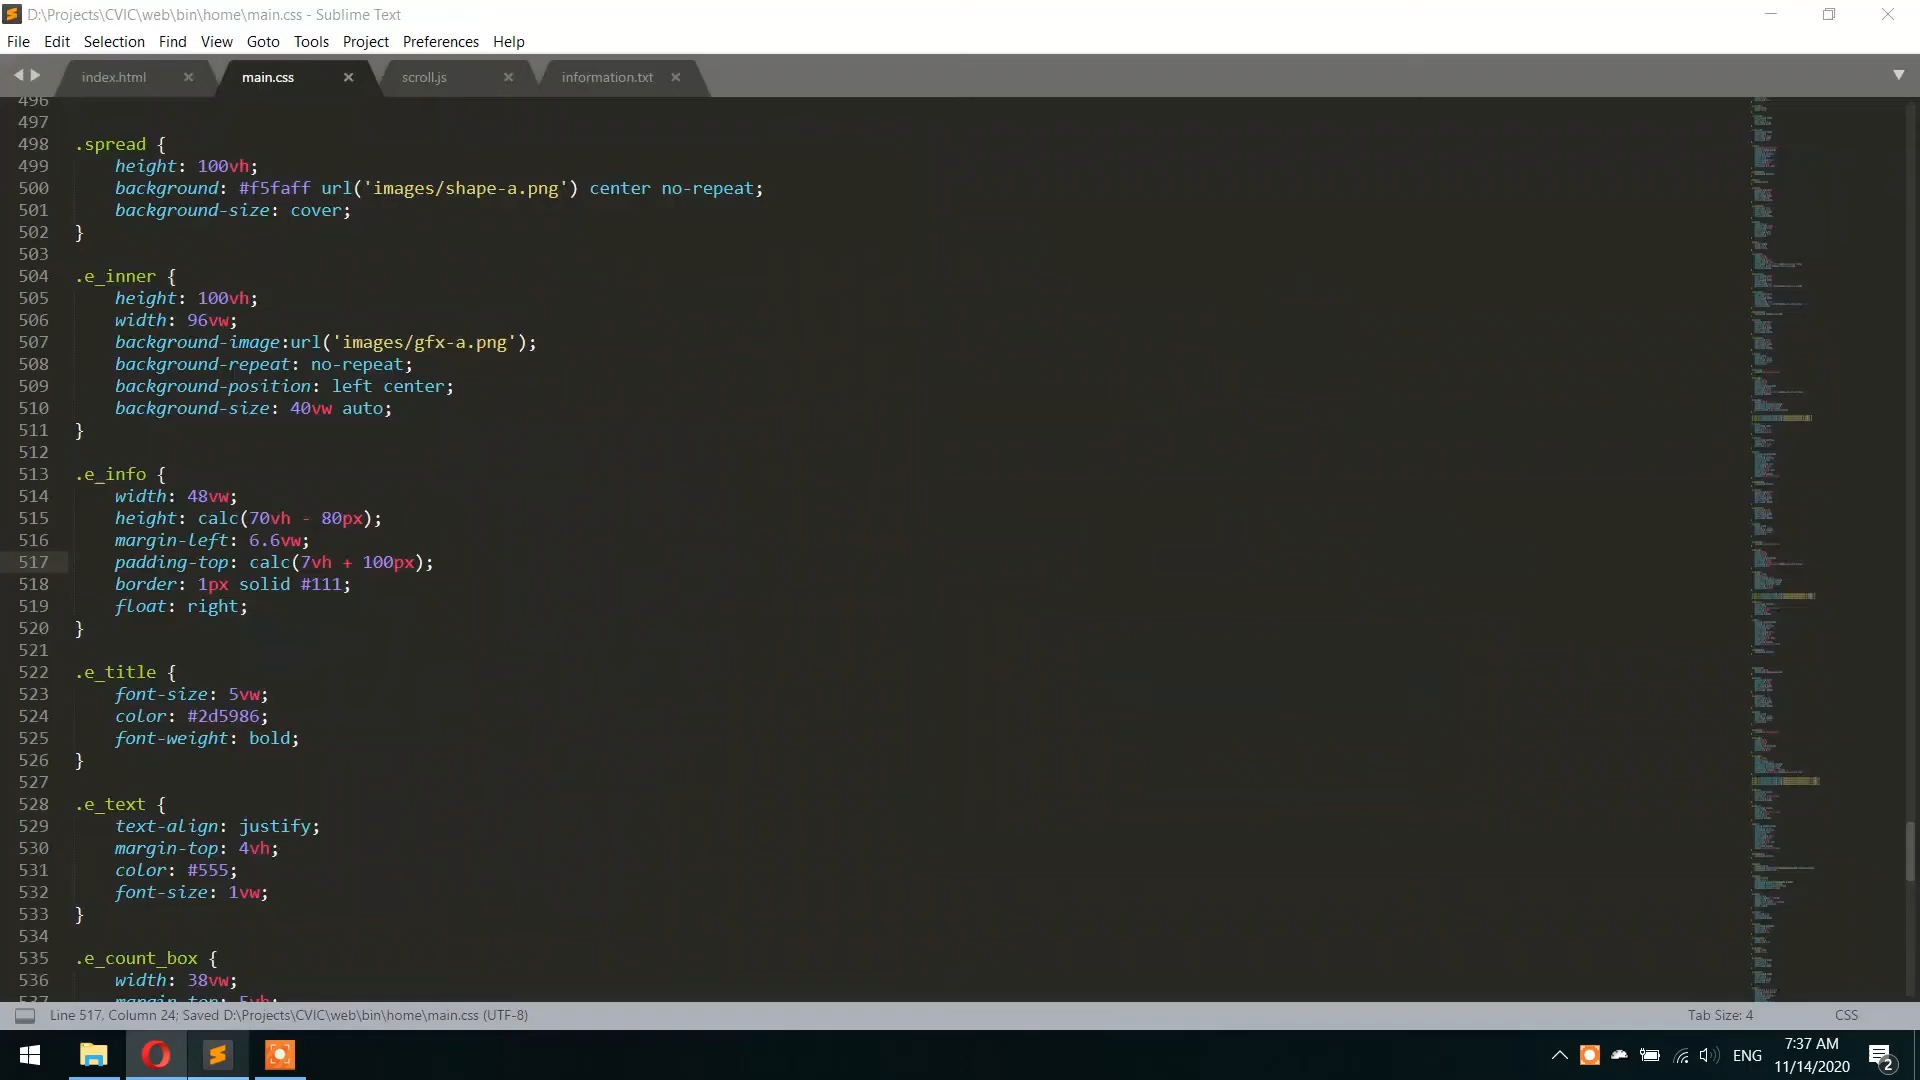 D:\Projects\CVIC\web\bin\home\main.css - Sublime Text
File Edit Selection Find View Goto Tools Project Preferences Help
index.html main.css scroll.js information.txt
496
497
498 .spread {
499 height: 100vh;
500 background: #f5faff url('images/shape-a.png') center no-repeat;
501 background-size: cover;
502 }
503
504 .e_inner {
505 height: 100vh;
506 width: 96vw;
507 background-image:url('images/gfx-a.png');
508 background-repeat: no-repeat;
509 background-position: left center;
510 background-size: 40vw auto;
511 }
512
513 .e_info {
514 width: 48vw;
515 height: calc(70vh - 80px);
516 margin-left: 6.6vw;
517 padding-top: calc(7vh + 100px);
518 border: 1px solid #111;
519 float: right;
520 }
521
522 .e_title {
523 font-size: 5vw;
524 color: #2d5986;
525 font-weight: bold;
526 }
527
528 .e_text {
529 text-align: justify;
530 margin-top: 4vh;
531 color: #555;
532 font-size: 1vw;
533 }
534
535 .e_count_box {
536 width: 38vw;
537 margin-top: 5vh;
Line 517, Column 24; Saved D:\Projects\CVIC\web\bin\home\main.css (UTF-8) Tab Size: 4 CSS
ENG 7:37 AM
11/14/2020 2